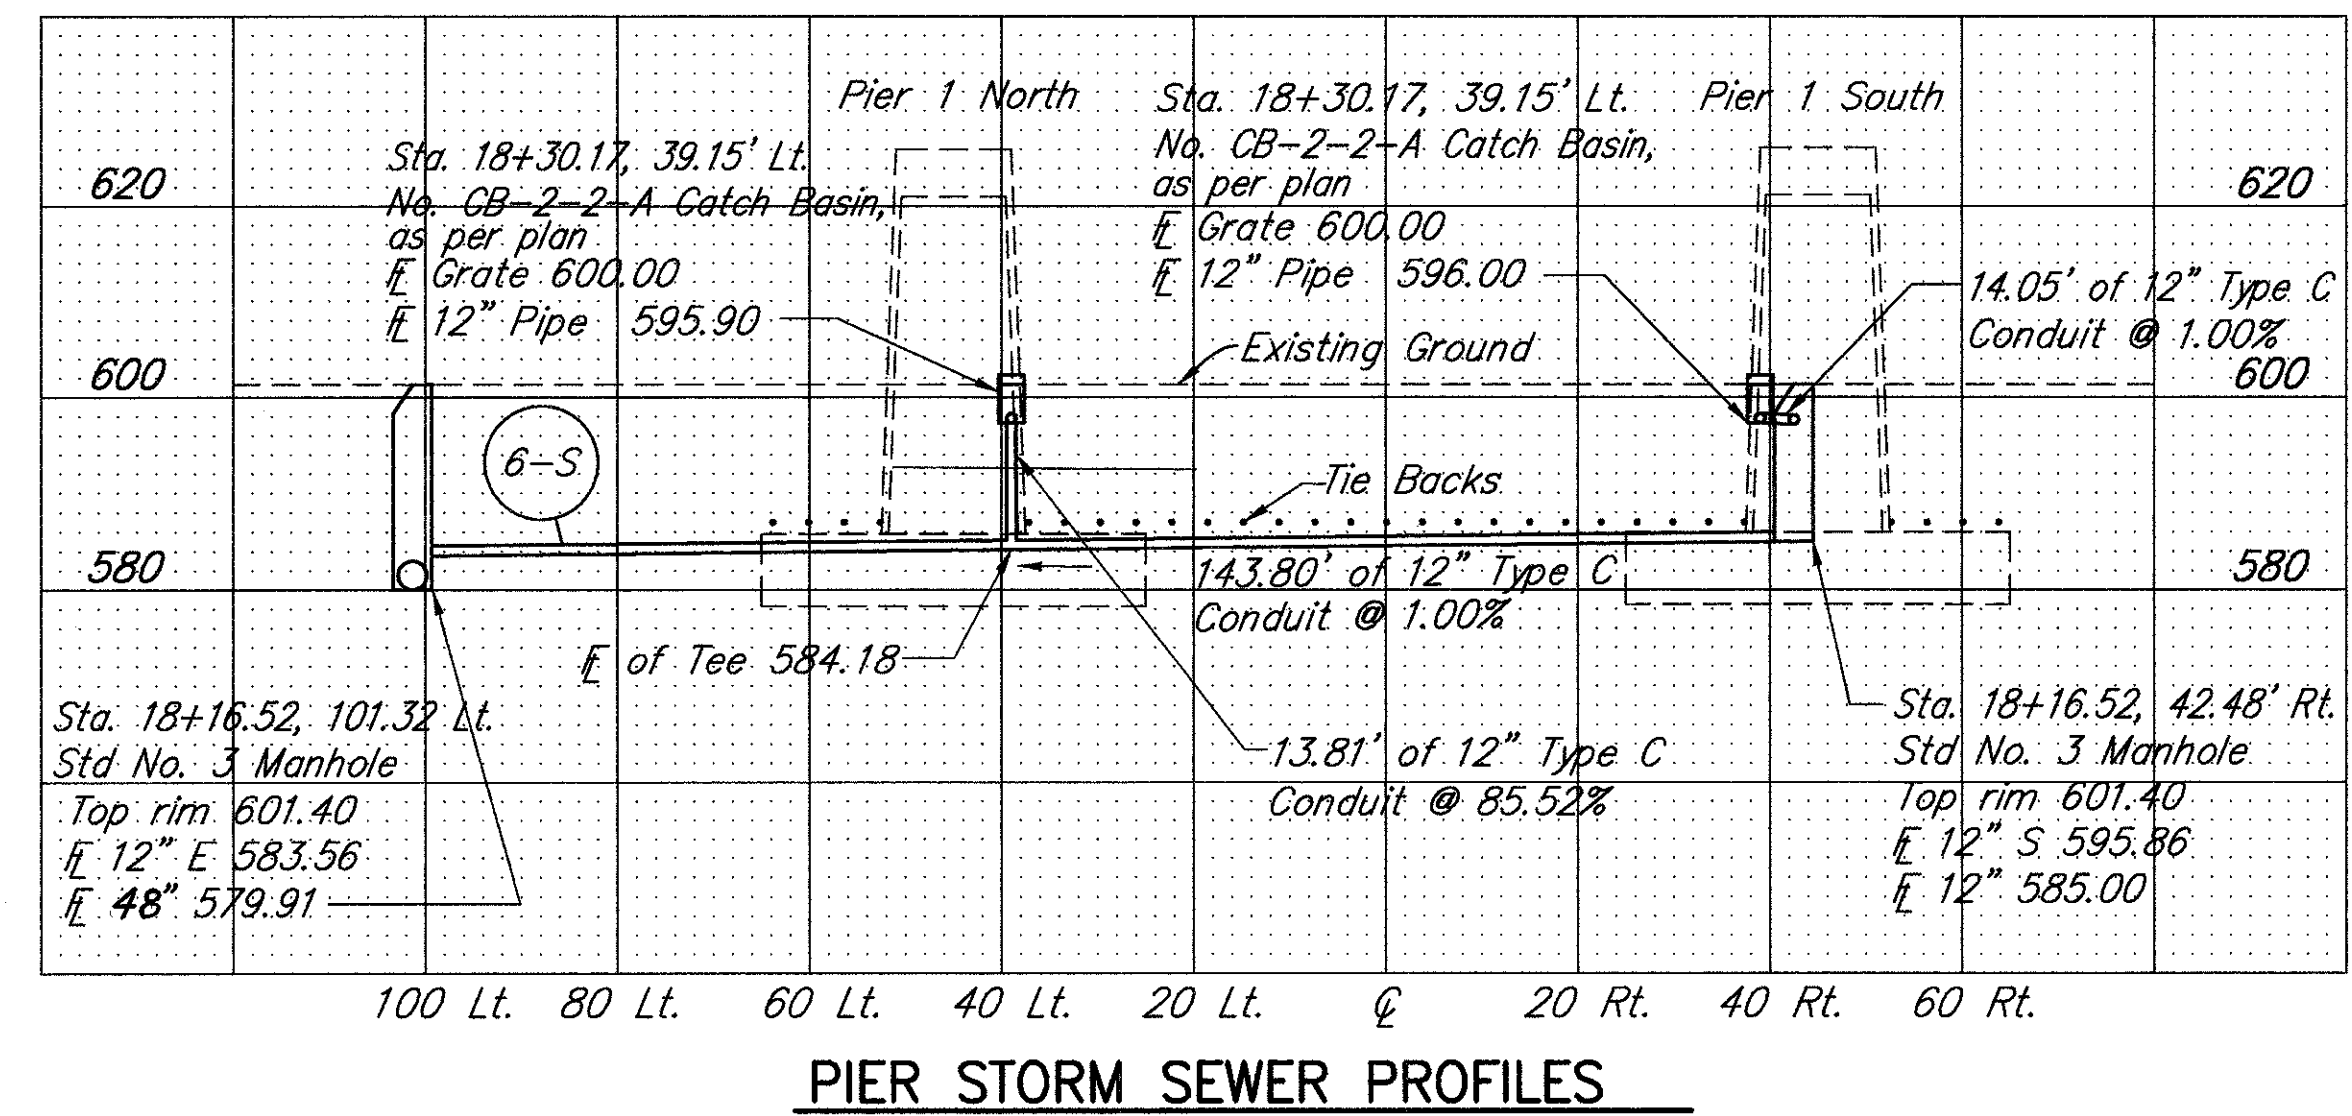 Pier 1 North
Pier 1 South
Sta. 18+30.17, 39.15' Lt.
No. CB-2-2-A Catch Basin,
as per plan
F͟L Grate 600.00
F͟L 12" Pipe 595.90
Sta. 18+30.17, 39.15' Lt.
No. CB-2-2-A Catch Basin,
as per plan
F͟L Grate 600.00
F͟L 12" Pipe 596.00
14.05' of 12" Type C
Conduit @ 1.00%
620
620
600
600
580
580
Existing Ground
6-S
Tie Backs
143.80' of 12" Type C
Conduit @ 1.00%
F͟L of Tee 584.18
13.81' of 12" Type C
Conduit @ 85.52%
Sta. 18+16.52, 101.32 Lt.
Std No. 3 Manhole
Top rim 601.40
F͟L 12" E 583.56
F͟L 48" 579.91
Sta. 18+16.52, 42.48' Rt.
Std No. 3 Manhole
Top rim 601.40
F͟L 12" S 595.86
F͟L 12" 585.00
100 Lt. 80 Lt. 60 Lt. 40 Lt. 20 Lt. ℄ 20 Rt. 40 Rt. 60 Rt.
PIER STORM SEWER PROFILES